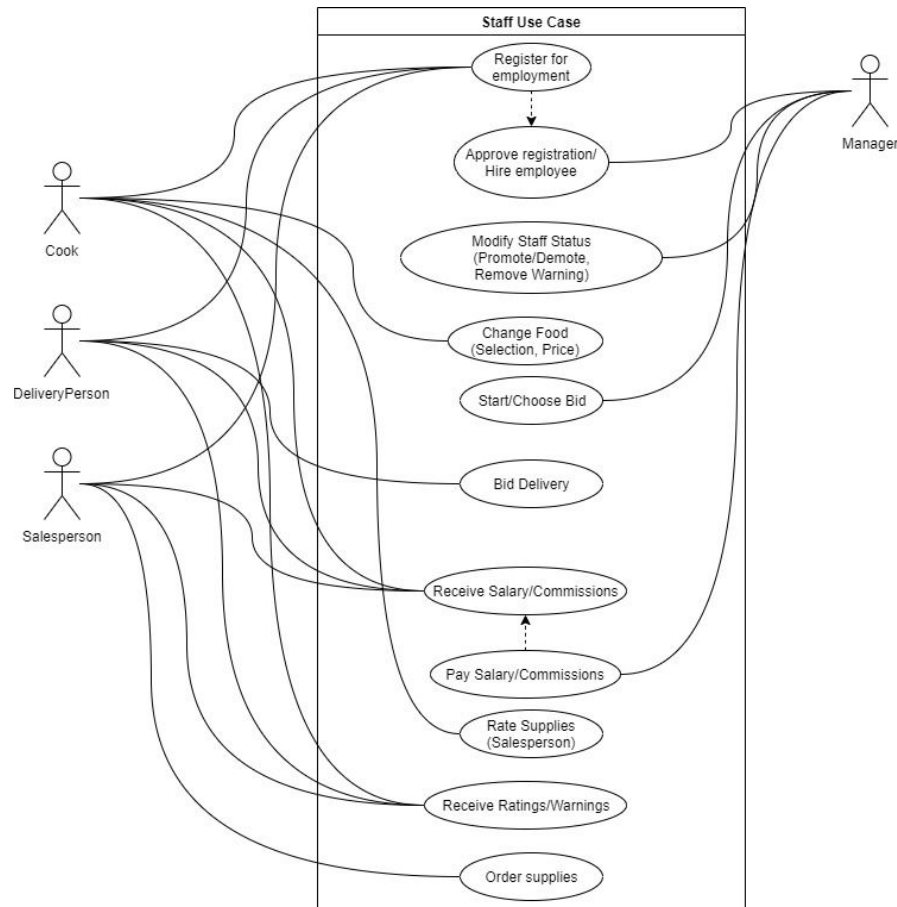 Staff Use Case
Register for
employment
Manager
Approve registration/
Hire employee
Cook
Modify Staff Status
(Promote/Demote,
Remove Warning)
Change Food
(Selection, Price)
DeliveryPerson
Start/Choose Bid
Bid Delivery
Salesperson
Receive Salary/Commissions
Pay Salary/Commissions
Rate Supplies
(Salesperson)
Receive Ratings/Warnings
Order supplies